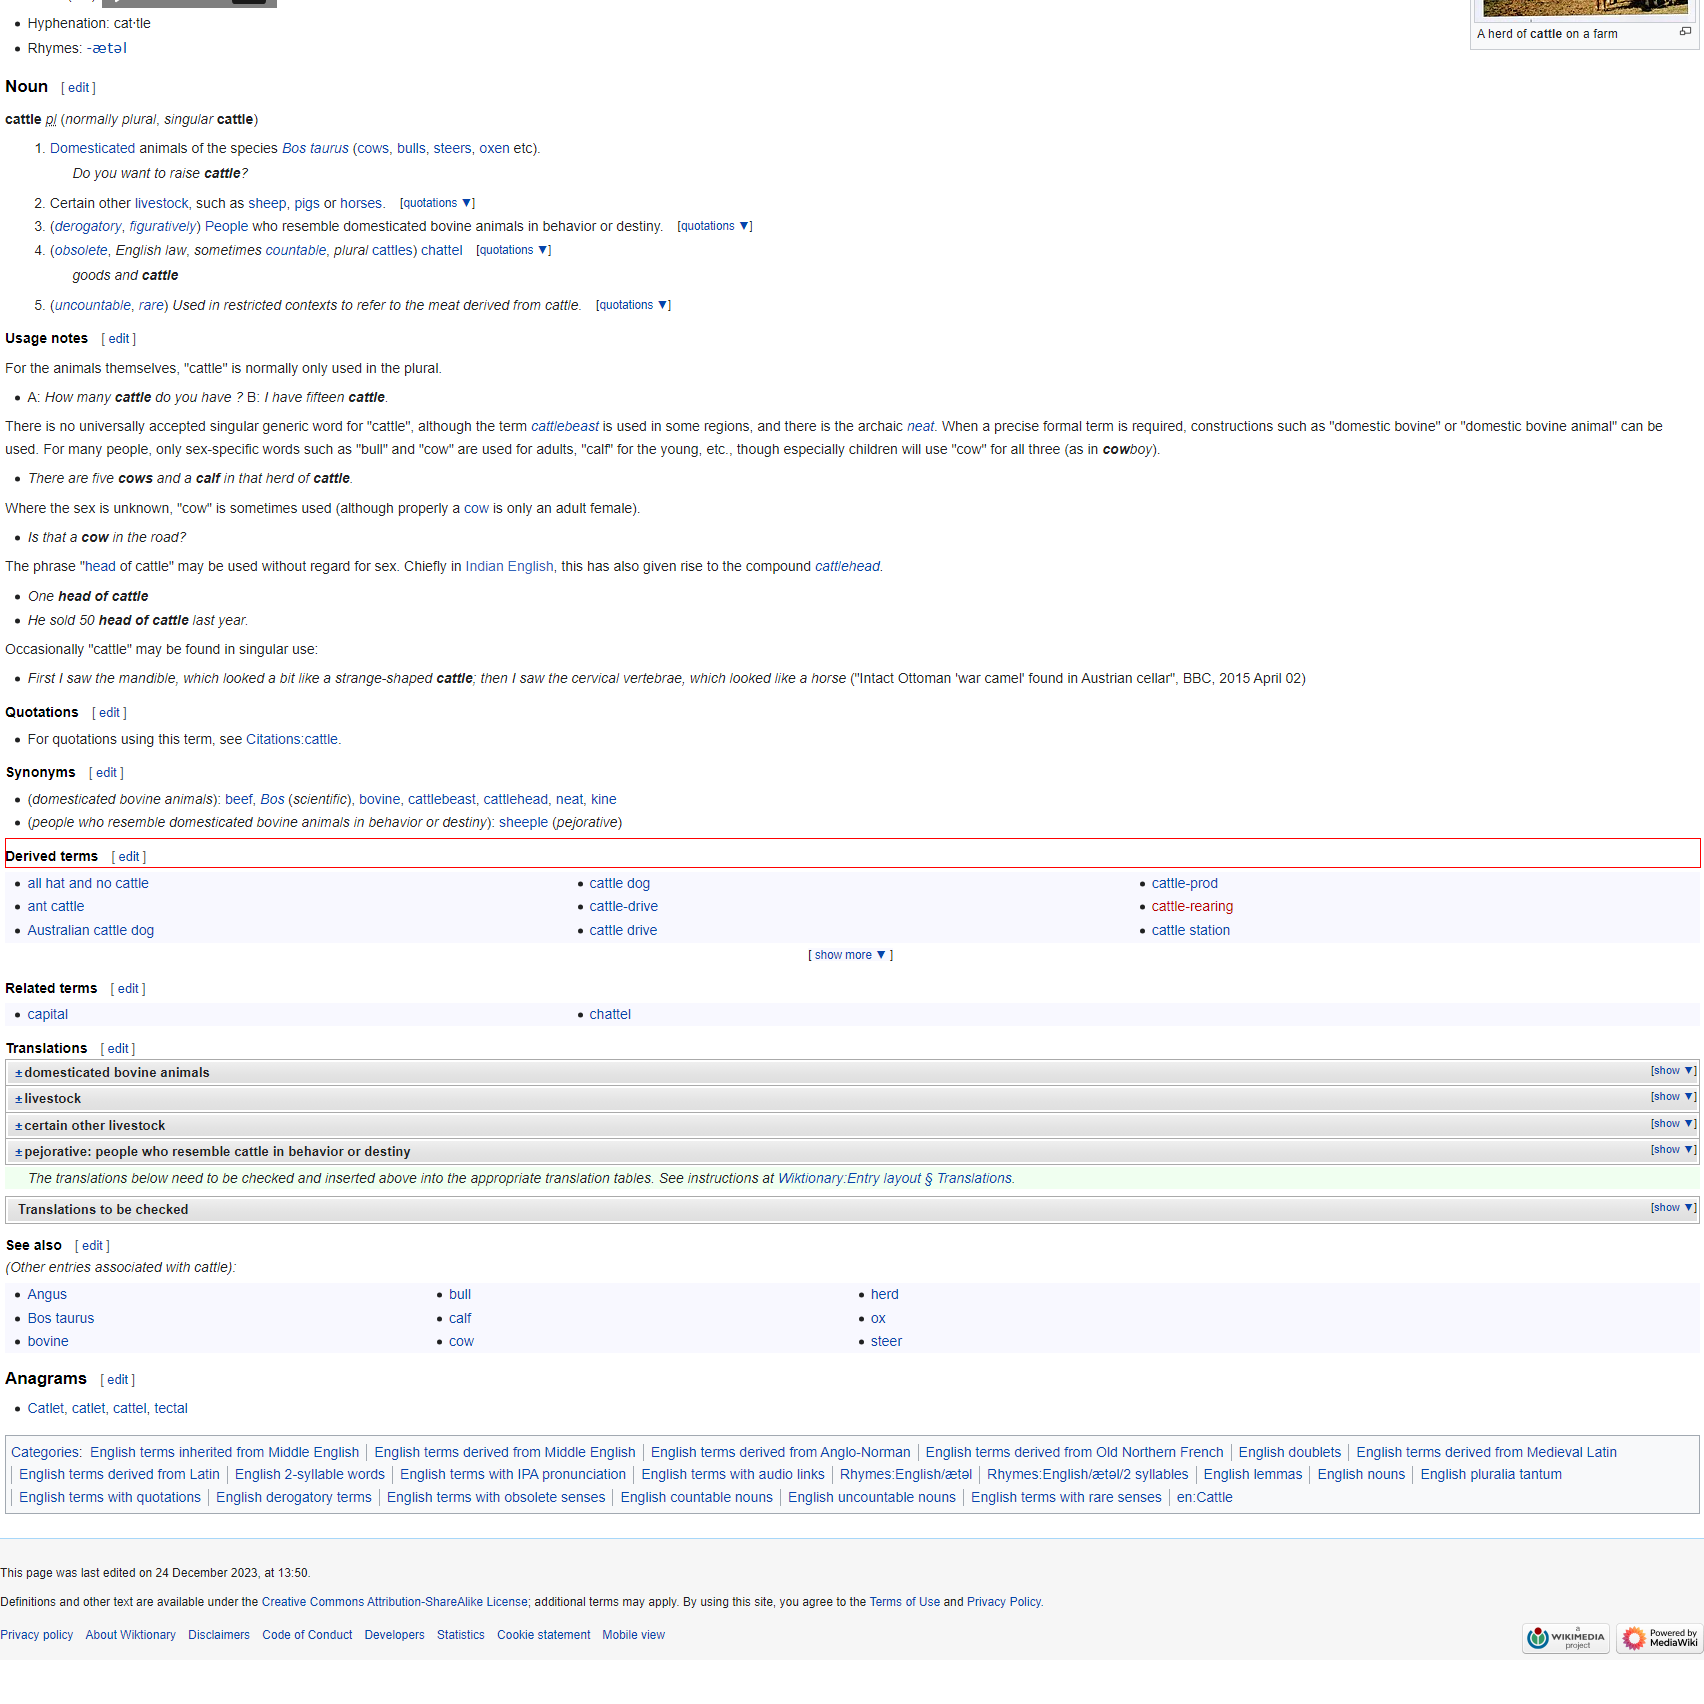 Hyphenation: cat‧tle
Rhymes: -ætəl
A herd of cattle on a farm
Noun [ edit ]
cattle pl (normally plural, singular cattle)
1. Domesticated animals of the species Bos taurus (cows, bulls, steers, oxen etc).
Do you want to raise cattle?
2. Certain other livestock, such as sheep, pigs or horses. [quotations ▼]
3. (derogatory, figuratively) People who resemble domesticated bovine animals in behavior or destiny. [quotations ▼]
4. (obsolete, English law, sometimes countable, plural cattles) chattel [quotations ▼]
goods and cattle
5. (uncountable, rare) Used in restricted contexts to refer to the meat derived from cattle. [quotations ▼]
Usage notes [ edit ]
For the animals themselves, "cattle" is normally only used in the plural.
A: How many cattle do you have ? B: I have fifteen cattle.
There is no universally accepted singular generic word for "cattle", although the term cattlebeast is used in some regions, and there is the archaic neat. When a precise formal term is required, constructions such as "domestic bovine" or "domestic bovine animal" can be
used. For many people, only sex-specific words such as "bull" and "cow" are used for adults, "calf" for the young, etc., though especially children will use "cow" for all three (as in cowboy).
There are five cows and a calf in that herd of cattle.
Where the sex is unknown, "cow" is sometimes used (although properly a cow is only an adult female).
Is that a cow in the road?
The phrase "head of cattle" may be used without regard for sex. Chiefly in Indian English, this has also given rise to the compound cattlehead.
One head of cattle
He sold 50 head of cattle last year.
Occasionally "cattle" may be found in singular use:
First I saw the mandible, which looked a bit like a strange-shaped cattle; then I saw the cervical vertebrae, which looked like a horse ("Intact Ottoman 'war camel' found in Austrian cellar", BBC, 2015 April 02)
Quotations [ edit ]
For quotations using this term, see Citations:cattle.
Synonyms [ edit ]
(domesticated bovine animals): beef, Bos (scientific), bovine, cattlebeast, cattlehead, neat, kine
(people who resemble domesticated bovine animals in behavior or destiny): sheeple (pejorative)
Derived terms [ edit ]
all hat and no cattle
ant cattle
Australian cattle dog
cattle dog
cattle-drive
cattle drive
cattle-prod
cattle-rearing
cattle station
[ show more ▼ ]
Related terms [ edit ]
capital
chattel
Translations [ edit ]
±domesticated bovine animals [show ▼]
±livestock [show ▼]
±certain other livestock [show ▼]
±pejorative: people who resemble cattle in behavior or destiny [show ▼]
The translations below need to be checked and inserted above into the appropriate translation tables. See instructions at Wiktionary:Entry layout § Translations.
Translations to be checked [show ▼]
See also [ edit ]
(Other entries associated with cattle):
Angus
Bos taurus
bovine
bull
calf
cow
herd
ox
steer
Anagrams [ edit ]
Catlet, catlet, cattel, tectal
Categories: English terms inherited from Middle English | English terms derived from Middle English | English terms derived from Anglo-Norman | English terms derived from Old Northern French | English doublets | English terms derived from Medieval Latin
| English terms derived from Latin | English 2-syllable words | English terms with IPA pronunciation | English terms with audio links | Rhymes:English/ætəl | Rhymes:English/ætəl/2 syllables | English lemmas | English nouns | English pluralia tantum
| English terms with quotations | English derogatory terms | English terms with obsolete senses | English countable nouns | English uncountable nouns | English terms with rare senses | en:Cattle
This page was last edited on 24 December 2023, at 13:50.
Definitions and other text are available under the Creative Commons Attribution-ShareAlike License; additional terms may apply. By using this site, you agree to the Terms of Use and Privacy Policy.
Privacy policy About Wiktionary Disclaimers Code of Conduct Developers Statistics Cookie statement Mobile view
a
WIKIMEDIA
project
Powered by
MediaWiki